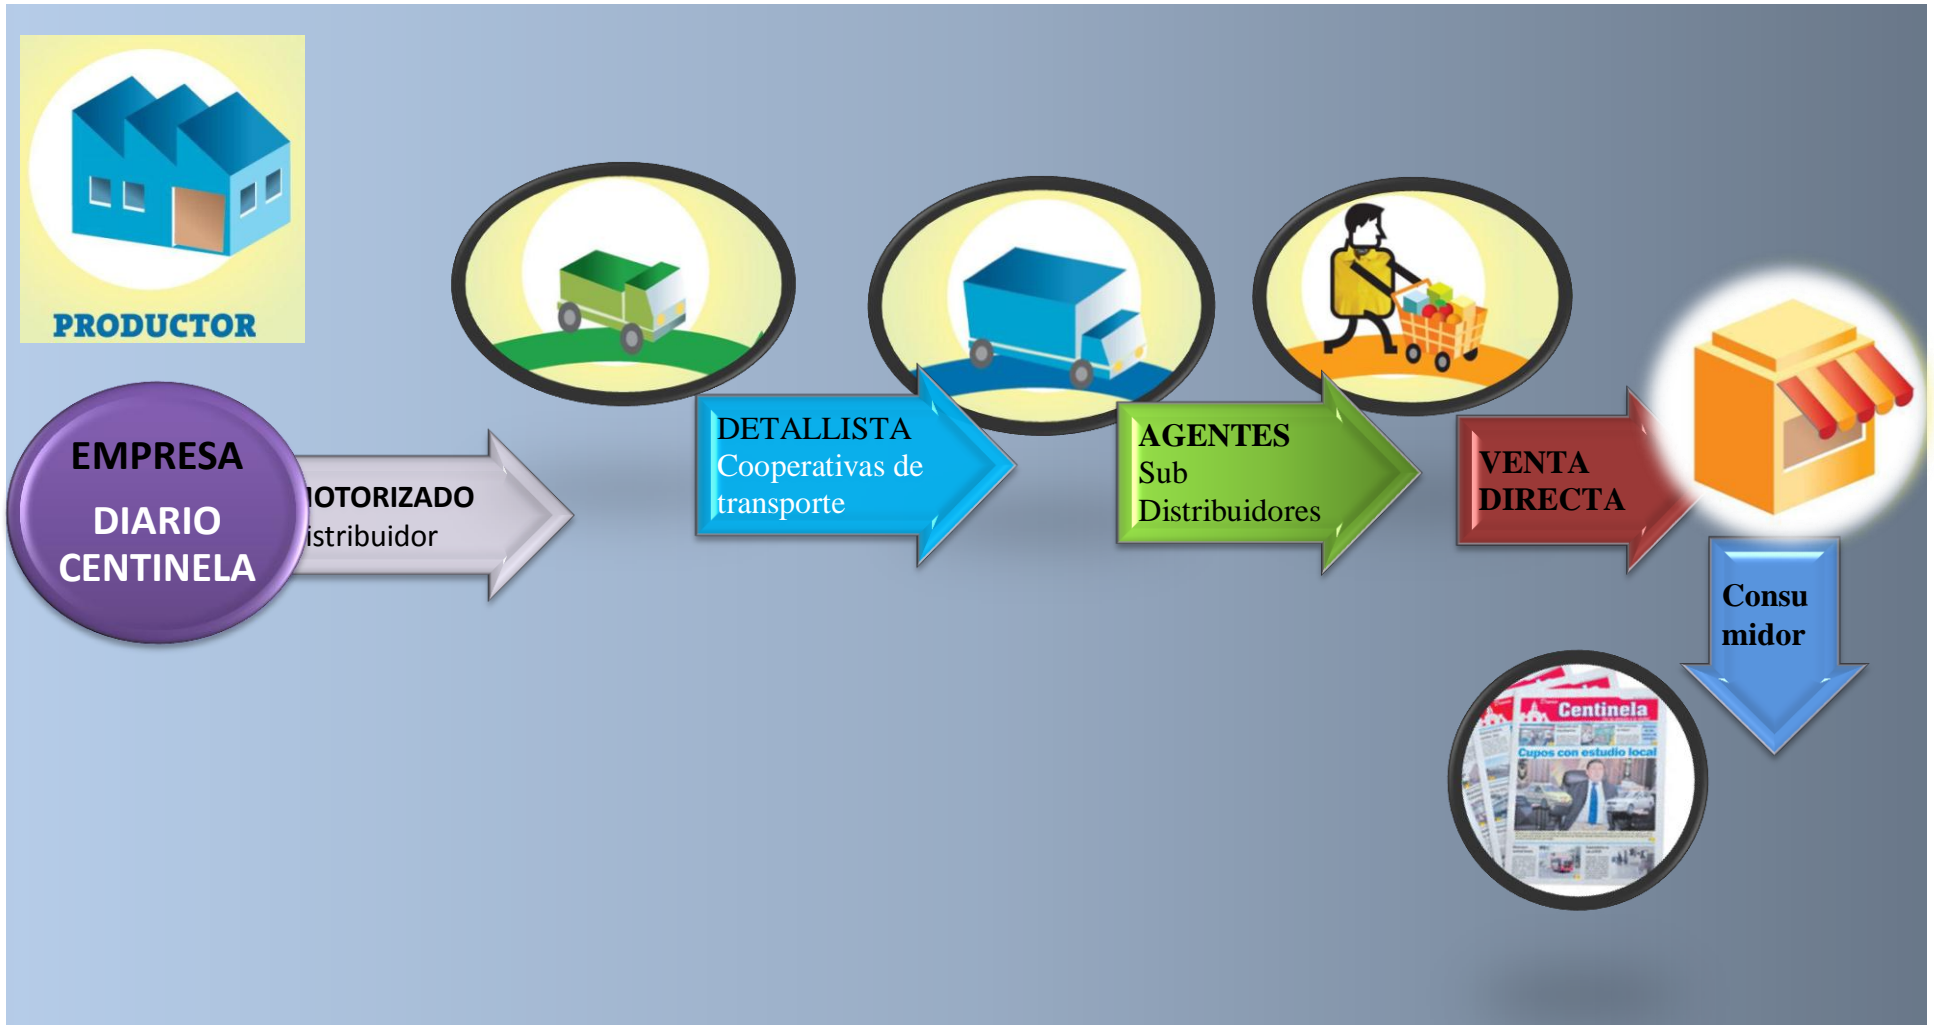 PRODUCTOR
EMPRESA
DIARIO
CENTINELA
OTORIZADO
istribuidor
DETALLISTA
Cooperativas de
transporte
AGENTES
Sub
Distribuidores
VENTA
DIRECTA
Consu
midor
Centinela
Cupos con estudio local